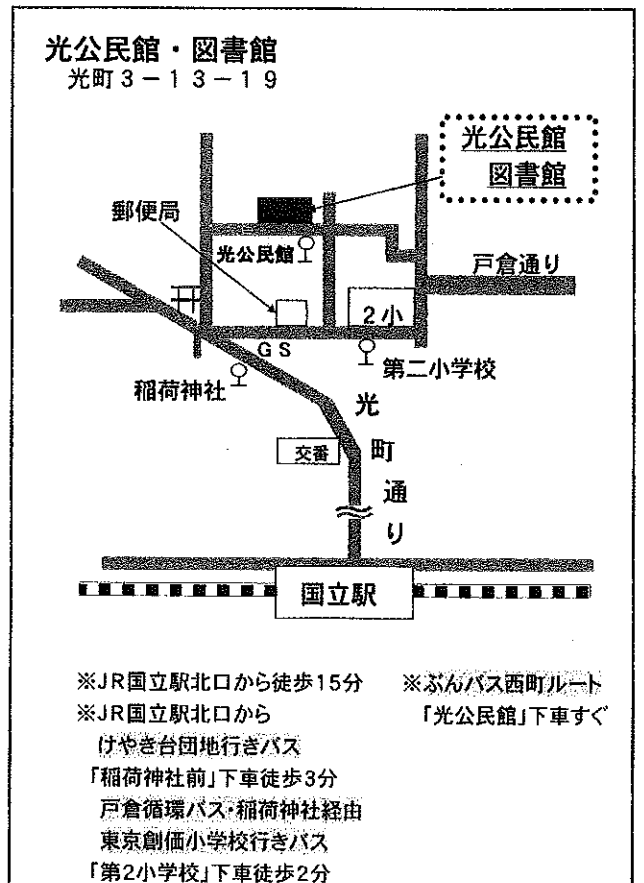 光公民館・図書館
光町3-13-19
光公民館
図書館
郵便局
光公民館
戸倉通り
2小
GS
第二小学校
稲荷神社
光町通り
交番
国立駅
※JR国立駅北口から徒歩15分
※JR国立駅北口から
けやき台団地行きバス
「稲荷神社前」下車徒歩3分
戸倉循環バス・稲荷神社経由
東京創価小学校行きバス
「第2小学校」下車徒歩2分
※ぶんバス西町ルート
「光公民館」下車すぐ